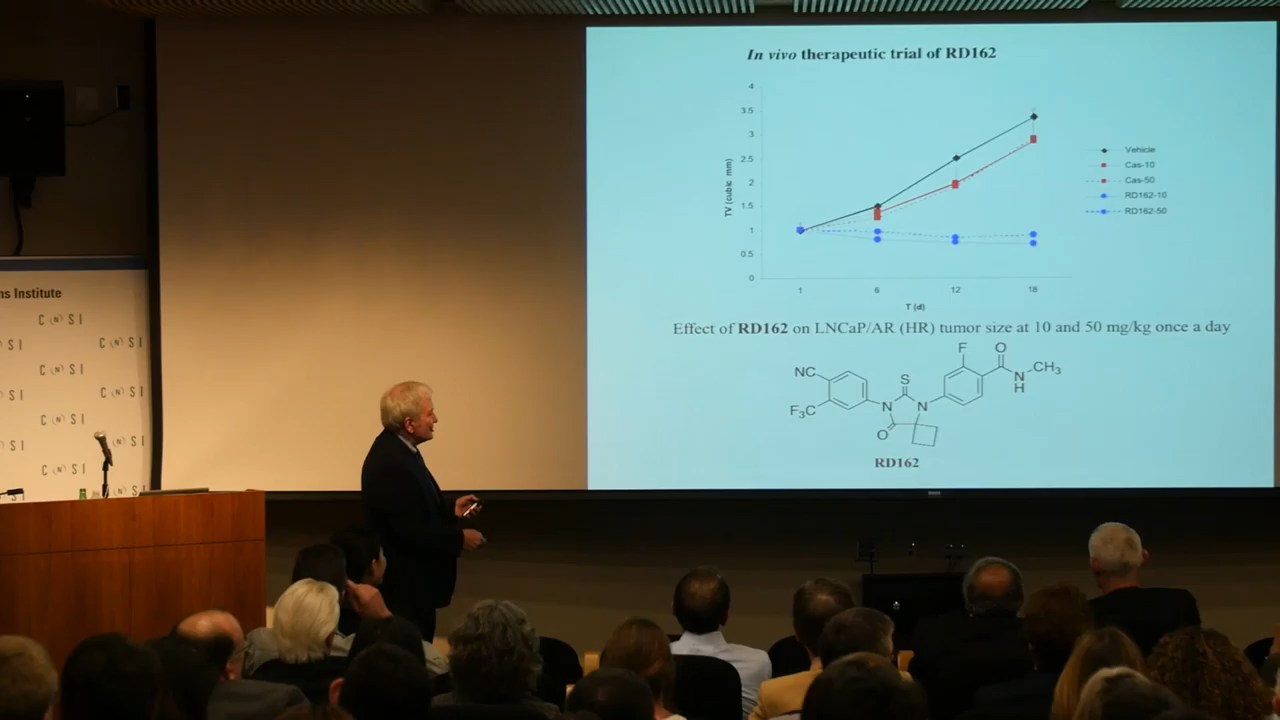 In vivo therapeutic trial of RD162
4
3.5
3
2.5
2
1.5
1
0.5
0
TV (cubic mm)
1 6 12 18
T (d)
Vehicle
Cas-10
Cas-50
RD162-10
RD162-50
Effect of RD162 on LNCaP/AR (HR) tumor size at 10 and 50 mg/kg once a day
NC
F3C
N
S
O
N
F
O
N
H
CH3
RD162
ns Institute
C N S I
S I
C N S I
C N S I
S I
C N S I
C N S I
S I
N S I
C N S I
N S I